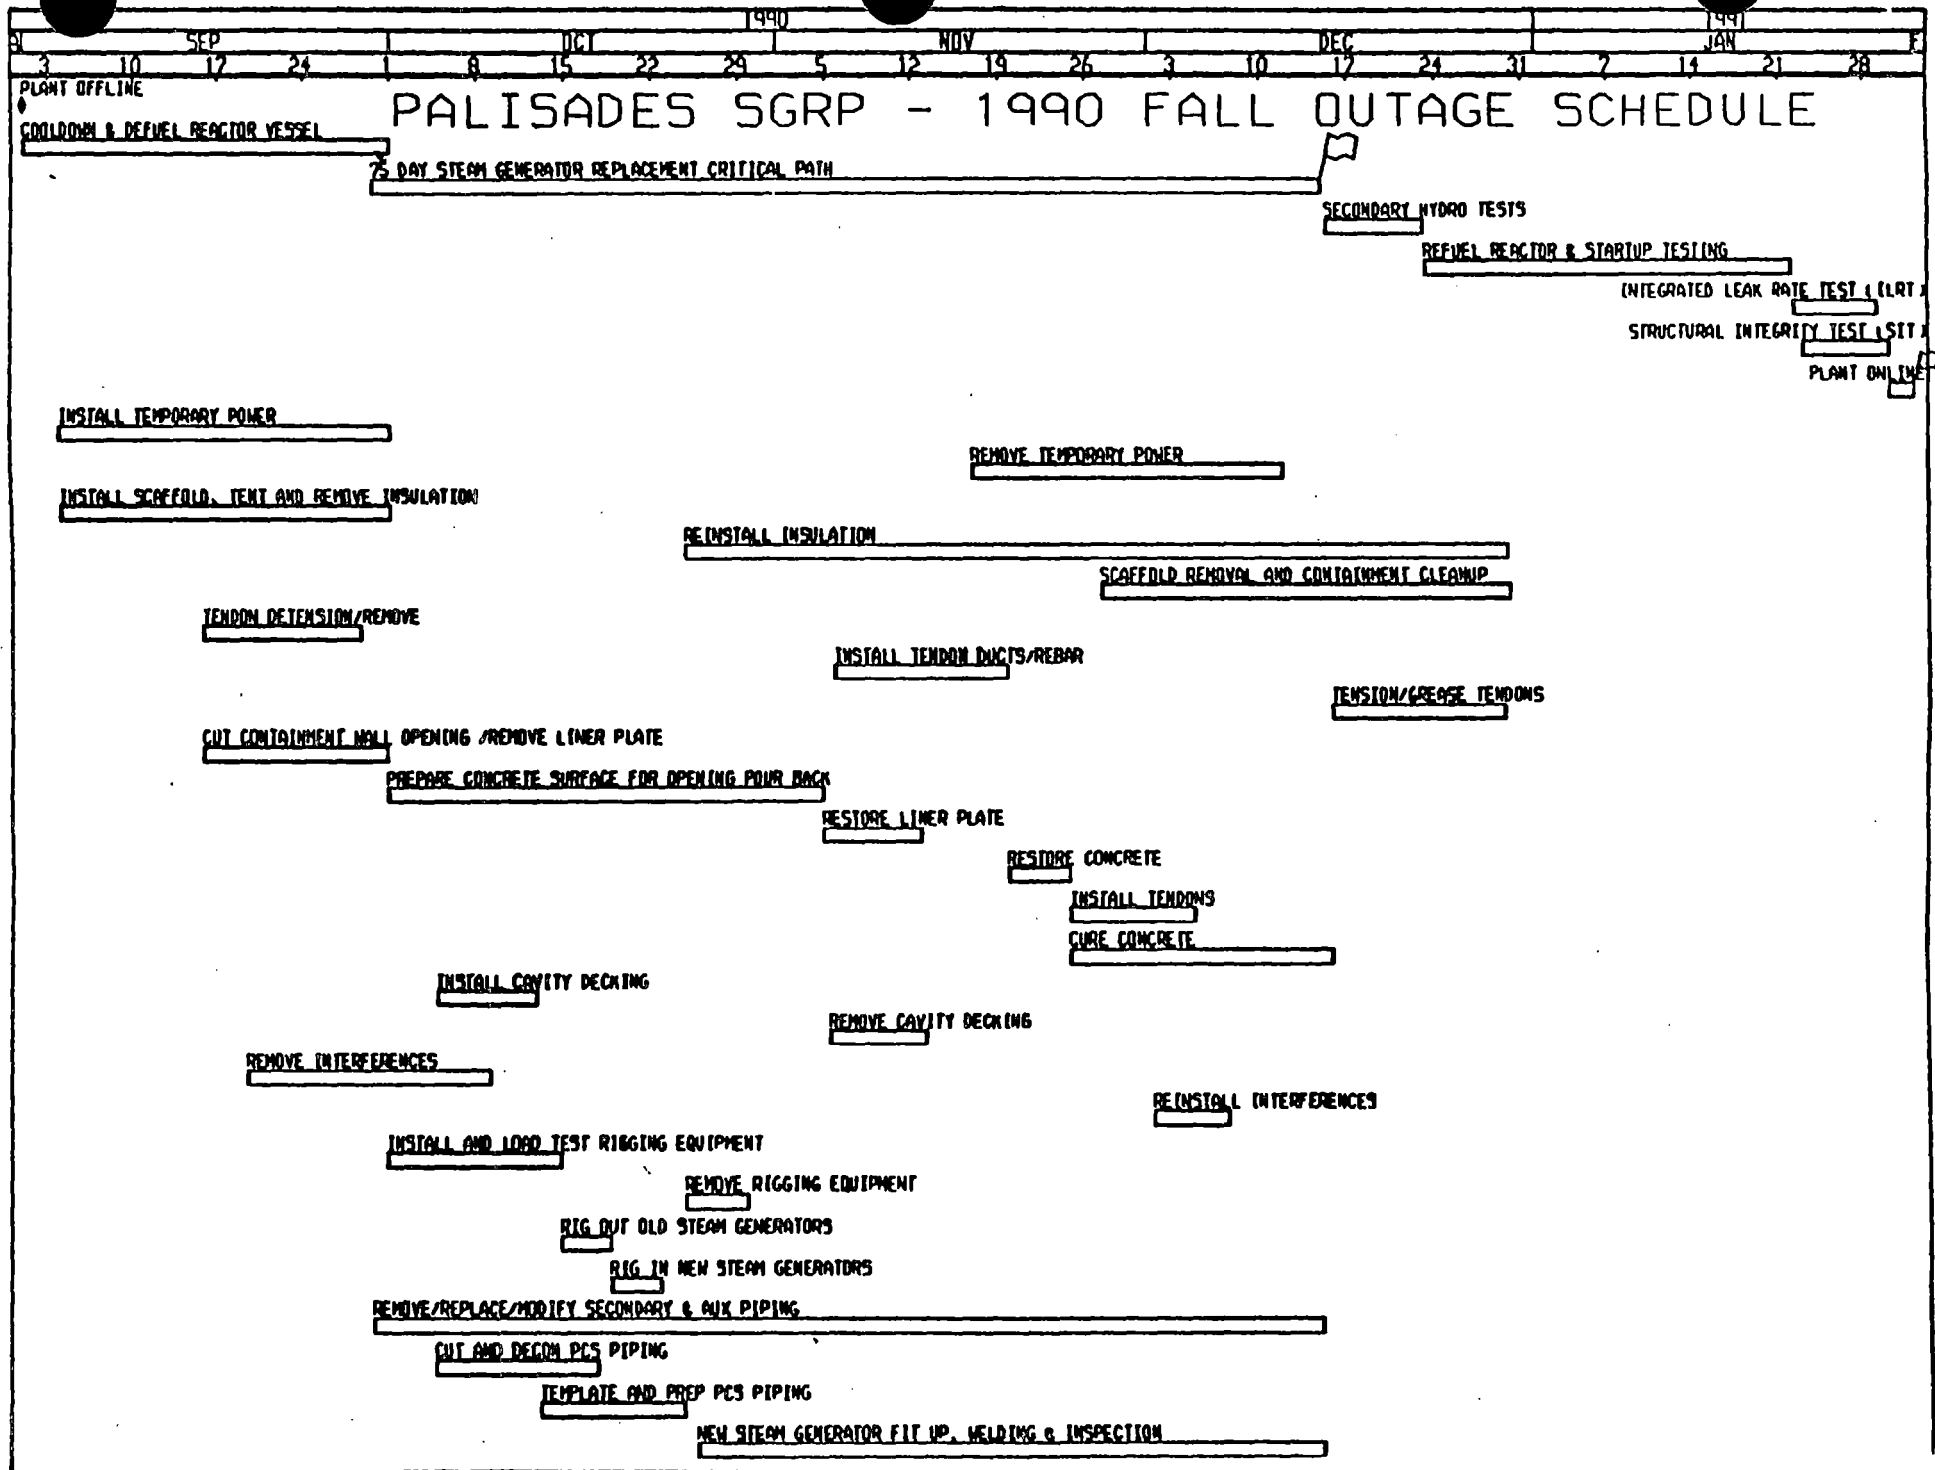 1990 1991
SEP OCT NOV DEC JAN F
3 10 17 24 1 8 15 22 29 5 12 19 26 3 10 17 24 31 7 14 21 28
PLANT OFFLINE
PALISADES SGRP - 1990 FALL OUTAGE SCHEDULE
COOLDOWN & DEFUEL REACTOR VESSEL
75 DAY STEAM GENERATOR REPLACEMENT CRITICAL PATH
SECONDARY HYDRO TESTS
REFUEL REACTOR & STARTUP TESTING
INTEGRATED LEAK RATE TEST (ILRT)
STRUCTURAL INTEGRITY TEST (SIT)
PLANT ONLINE
INSTALL TEMPORARY POWER
REMOVE TEMPORARY POWER
INSTALL SCAFFOLD, TENT AND REMOVE INSULATION
REINSTALL INSULATION
SCAFFOLD REMOVAL AND CONTAINMENT CLEANUP
TENDON DETENSION/REMOVE
INSTALL TENDON DUCTS/REBAR
TENSION/GREASE TENDONS
CUT CONTAINMENT WALL OPENING /REMOVE LINER PLATE
PREPARE CONCRETE SURFACE FOR OPENING POUR BACK
RESTORE LINER PLATE
RESTORE CONCRETE
INSTALL TENDONS
CURE CONCRETE
INSTALL CAVITY DECKING
REMOVE CAVITY DECKING
REMOVE INTERFERENCES
REINSTALL INTERFERENCES
INSTALL AND LOAD TEST RIGGING EQUIPMENT
REMOVE RIGGING EQUIPMENT
RIG OUT OLD STEAM GENERATORS
RIG IN NEW STEAM GENERATORS
REMOVE/REPLACE/MODIFY SECONDARY & AUX PIPING
CUT AND DECON PCS PIPING
TEMPLATE AND PREP PCS PIPING
NEW STEAM GENERATOR FIT UP, WELDING & INSPECTION